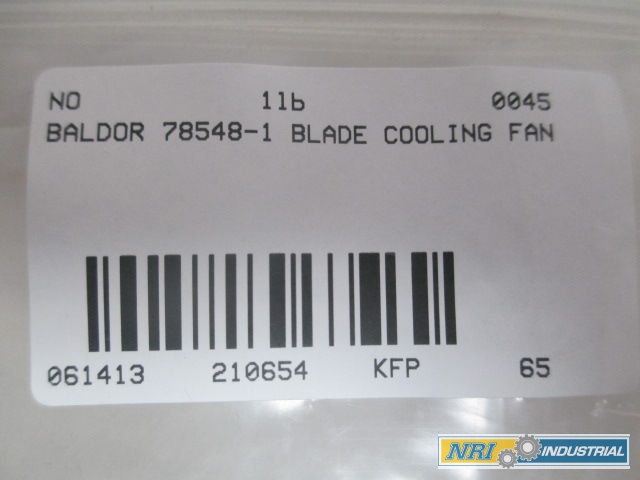 NO 1lb 0045
BALDOR 78548-1 BLADE COOLING FAN
061413 210654 KFP 65
NRI INDUSTRIAL